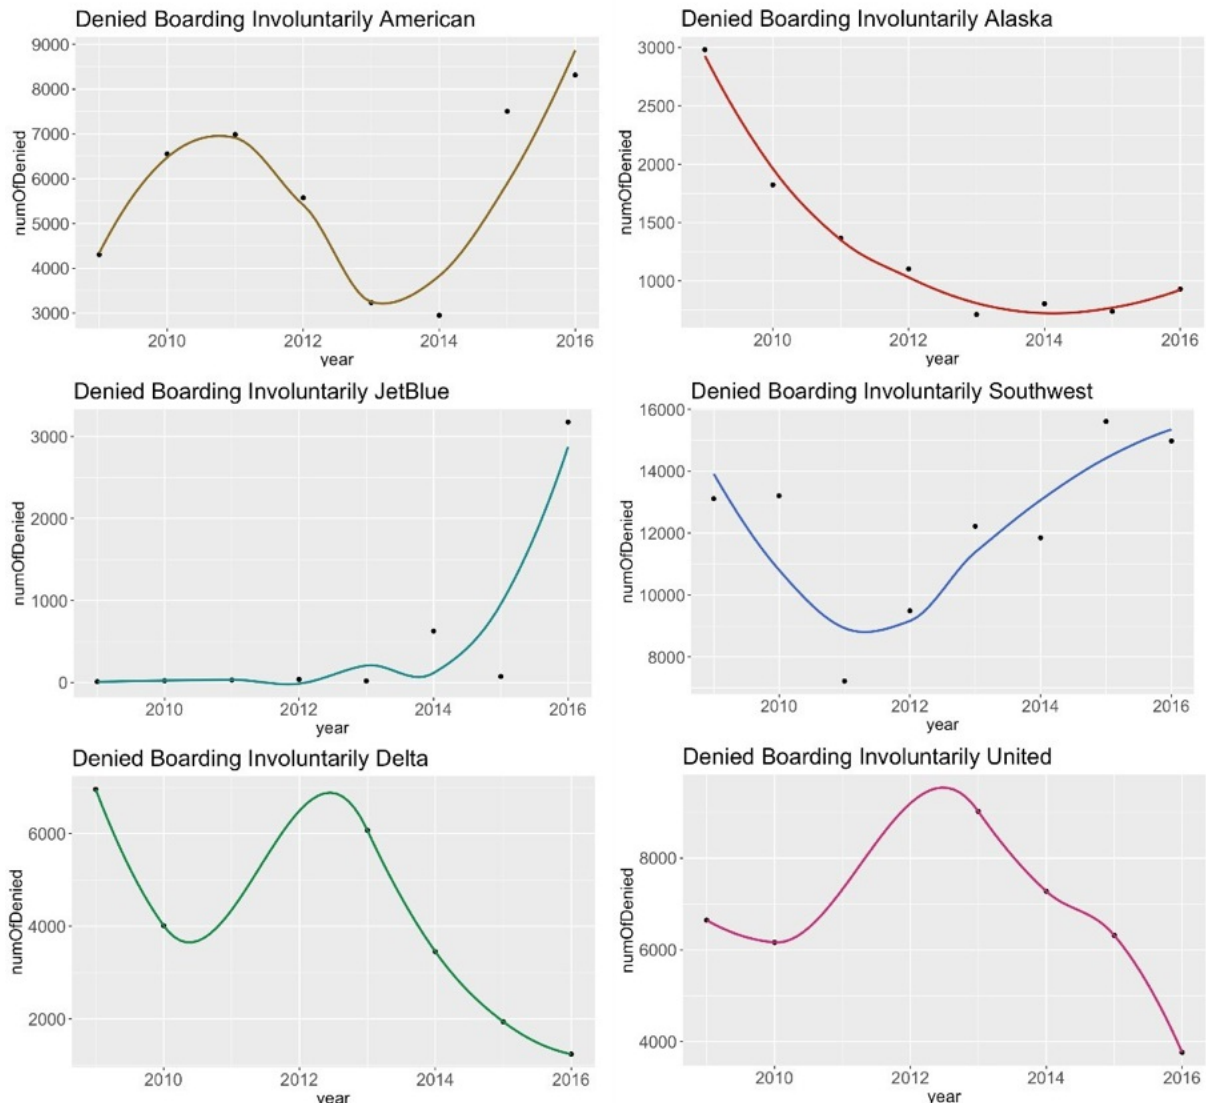 Denied Boarding Involuntarily American
numOfDenied
9000
8000
7000
6000
5000
4000
3000
2010 2012 2014 2016
year
Denied Boarding Involuntarily Alaska
numOfDenied
3000
2500
2000
1500
1000
2010 2012 2014 2016
year
Denied Boarding Involuntarily JetBlue
numOfDenied
3000
2000
1000
0
2010 2012 2014 2016
year
Denied Boarding Involuntarily Southwest
numOfDenied
16000
14000
12000
10000
8000
2010 2012 2014 2016
year
Denied Boarding Involuntarily Delta
numOfDenied
6000
4000
2000
2010 2012 2014 2016
year
Denied Boarding Involuntarily United
numOfDenied
8000
6000
4000
2010 2012 2014 2016
year